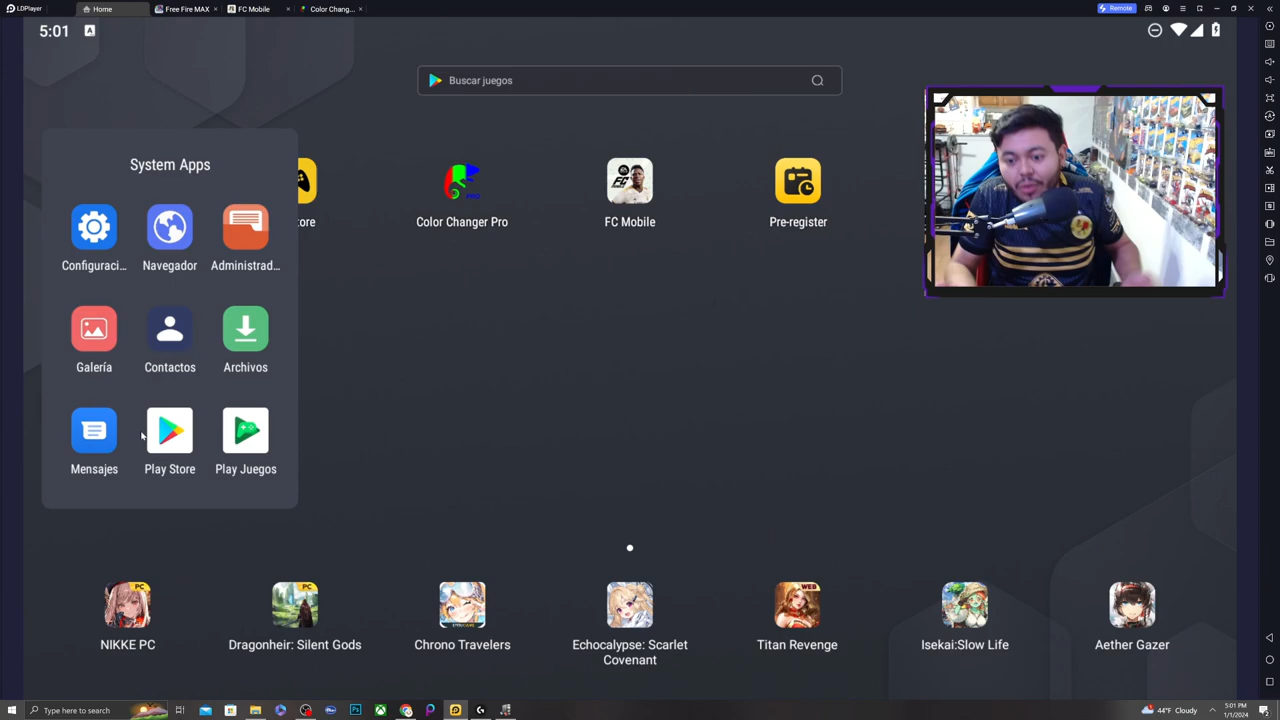 LDPlayer
Home
Free Fire MAX
FC Mobile
Color Chang...
Remote
5:01
A
Buscar juegos
System Apps
Configuraci...
Navegador
Administrad...
Galería
Contactos
Archivos
Mensajes
Play Store
Play Juegos
ore
Color Changer Pro
FC Mobile
Pre-register
NIKKE PC
Dragonheir: Silent Gods
Chrono Travelers
Echocalypse: Scarlet
Covenant
Titan Revenge
Isekai:Slow Life
Aether Gazer
PC
PC
WEB
Type here to search
44°F Cloudy
5:01 PM
1/1/2024